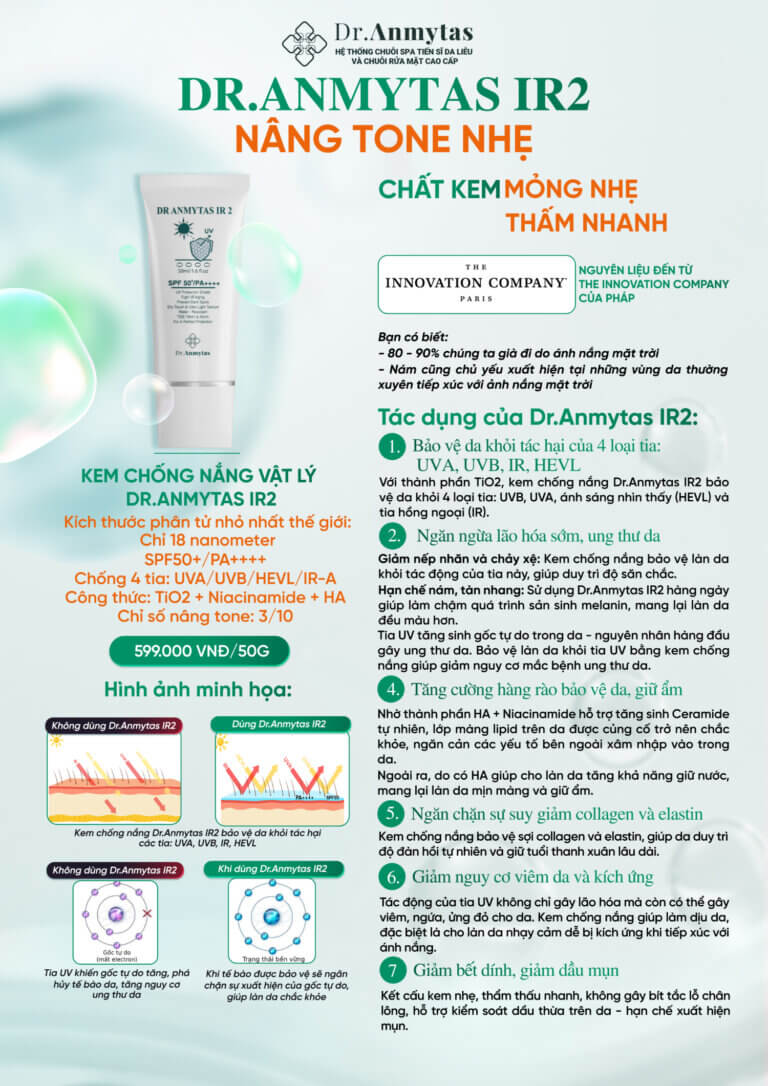 Dr.Anmytas
HỆ THỐNG CHUỖI SPA TIẾN SĨ DA LIỄU
VÀ CHUỖI RỬA MẶT CAO CẤP
DR.ANMYTAS IR2
NÂNG TONE NHẸ
CHẤT KEM MỎNG NHẸ
THẤM NHANH
DR ANMYTAS IR 2
UV
50ml 1.6 fl.oz
SPF 50+/PA++++
Dr.Anmytas
THE
INNOVATION COMPANY
PARIS
NGUYÊN LIỆU ĐẾN TỪ
THE INNOVATION COMPANY
CỦA PHÁP
Bạn có biết:
- 80 - 90% chúng ta già đi do ánh nắng mặt trời
- Nám cũng chủ yếu xuất hiện tại những vùng da thường
xuyên tiếp xúc với ánh nắng mặt trời
KEM CHỐNG NẮNG VẬT LÝ
DR.ANMYTAS IR2
Kích thước phân tử nhỏ nhất thế giới:
Chỉ 18 nanometer
SPF50+/PA++++
Chống 4 tia: UVA/UVB/HEVL/IR-A
Công thức: TiO2 + Niacinamide + HA
Chỉ số nâng tone: 3/10
599.000 VNĐ/50G
Hình ảnh minh họa:
Không dùng Dr.Anmytas IR2
Dùng Dr.Anmytas IR2
PA++++
SPF50
Kem chống nắng Dr.Anmytas IR2 bảo vệ da khỏi tác hại
các tia: UVA, UVB, IR, HEVL
Không dùng Dr.Anmytas IR2
Khi dùng Dr.Anmytas IR2
Gốc tự do
(mất electron)
Trạng thái bền vững
Tia UV khiến gốc tự do tăng, phá
hủy tế bào da, tăng nguy cơ
ung thư da
Khi tế bào được bảo vệ sẽ ngăn
chặn sự xuất hiện của gốc tự do,
giúp làn da chắc khỏe
Tác dụng của Dr.Anmytas IR2:
1. Bảo vệ da khỏi tác hại của 4 loại tia:
UVA, UVB, IR, HEVL
Với thành phần TiO2, kem chống nắng Dr.Anmytas IR2 bảo
vệ da khỏi 4 loại tia: UVB, UVA, ánh sáng nhìn thấy (HEVL) và
tia hồng ngoại (IR).
2. Ngăn ngừa lão hóa sớm, ung thư da
Giảm nếp nhăn và chảy xệ: Kem chống nắng bảo vệ làn da
khỏi tác động của tia này, giúp duy trì độ săn chắc.
Hạn chế nám, tàn nhang: Sử dụng Dr.Anmytas IR2 hàng ngày
giúp làm chậm quá trình sản sinh melanin, mang lại làn da
đều màu hơn.
Tia UV tăng sinh gốc tự do trong da - nguyên nhân hàng đầu
gây ung thư da. Bảo vệ làn da khỏi tia UV bằng kem chống
nắng giúp giảm nguy cơ mắc bệnh ung thư da.
4. Tăng cường hàng rào bảo vệ da, giữ ẩm
Nhờ thành phần HA + Niacinamide hỗ trợ tăng sinh Ceramide
tự nhiên, lớp màng lipid trên da được củng cố trở nên chắc
khỏe, ngăn cản các yếu tố bên ngoài xâm nhập vào trong
da.
Ngoài ra, do có HA giúp cho làn da tăng khả năng giữ nước,
mang lại làn da mịn màng và giữ ẩm.
5. Ngăn chặn sự suy giảm collagen và elastin
Kem chống nắng bảo vệ sợi collagen và elastin, giúp da duy trì
độ đàn hồi tự nhiên và giữ tuổi thanh xuân lâu dài.
6. Giảm nguy cơ viêm da và kích ứng
Tác động của tia UV không chỉ gây lão hóa mà còn có thể gây
viêm, ngứa, ửng đỏ cho da. Kem chống nắng giúp làm dịu da,
đặc biệt là cho làn da nhạy cảm dễ bị kích ứng khi tiếp xúc với
ánh nắng.
7 Giảm bết dính, giảm dầu mụn
Kết cấu kem nhẹ, thẩm thấu nhanh, không gây bít tắc lỗ chân
lông, hỗ trợ kiểm soát dầu thừa trên da - hạn chế xuất hiện
mụn.